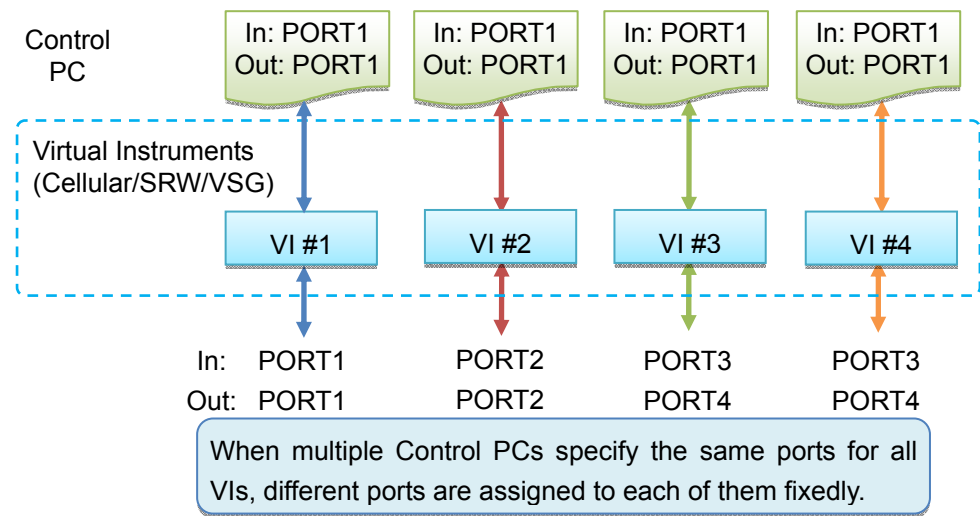 Control
PC
In: PORT1
Out: PORT1
In: PORT1
Out: PORT1
In: PORT1
Out: PORT1
In: PORT1
Out: PORT1
Virtual Instruments
(Cellular/SRW/VSG)
VI #1
VI #2
VI #3
VI #4
In: PORT1 PORT2 PORT3 PORT3
Out: PORT1 PORT2 PORT4 PORT4
When multiple Control PCs specify the same ports for all
VIs, different ports are assigned to each of them fixedly.